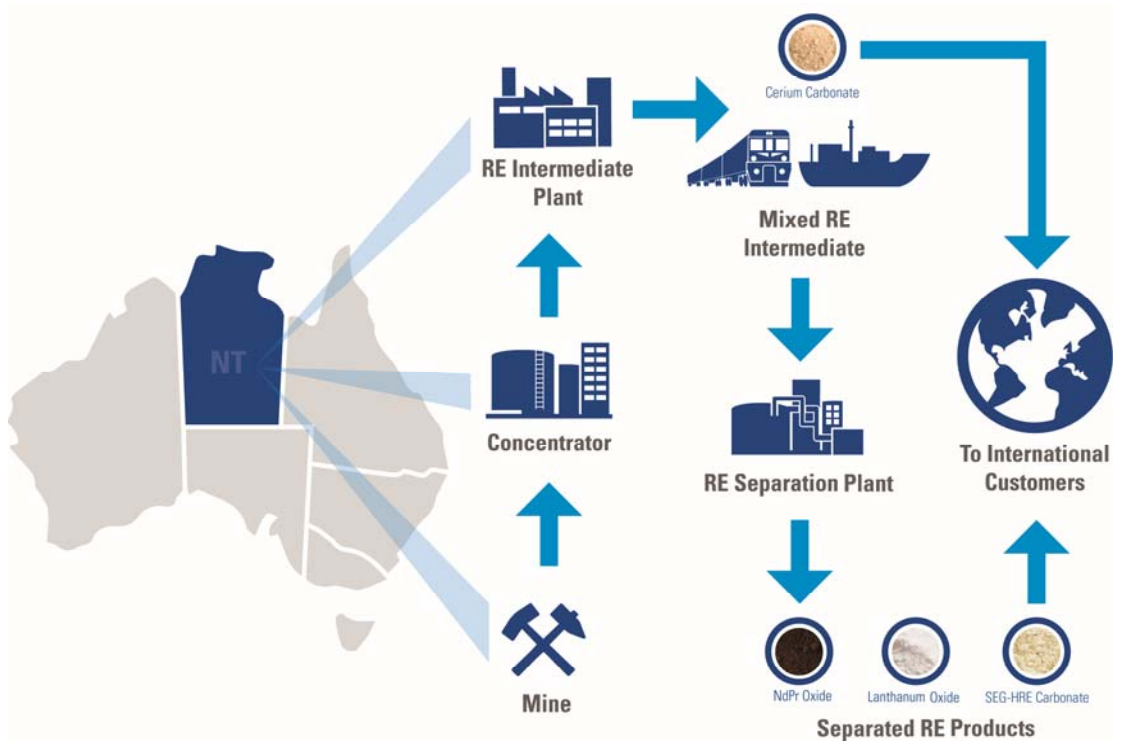 Cerium Carbonate
RE Intermediate
Plant
Mixed RE
Intermediate
NT
Concentrator
RE Separation Plant
To International
Customers
Mine
NdPr Oxide
Lanthanum Oxide
SEG-HRE Carbonate
Separated RE Products